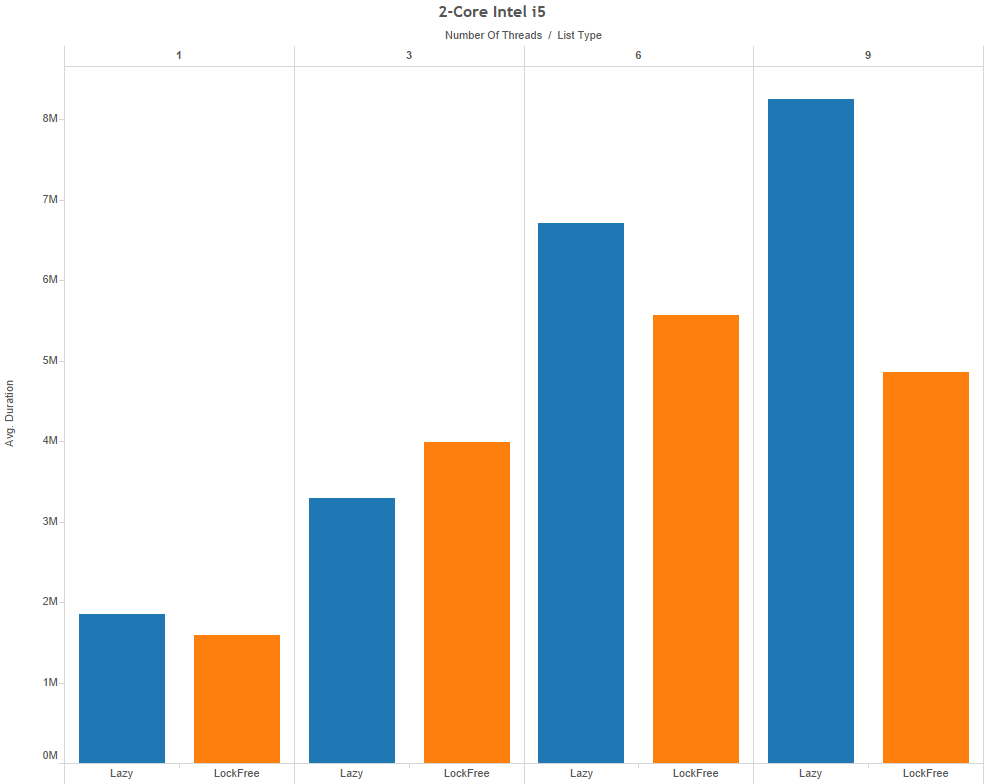 2-Core Intel i5
Number Of Threads / List Type
1 3 6 9
8M
7M
6M
5M
4M
3M
2M
1M
0M
Avg. Duration
Lazy LockFree Lazy LockFree Lazy LockFree Lazy LockFree